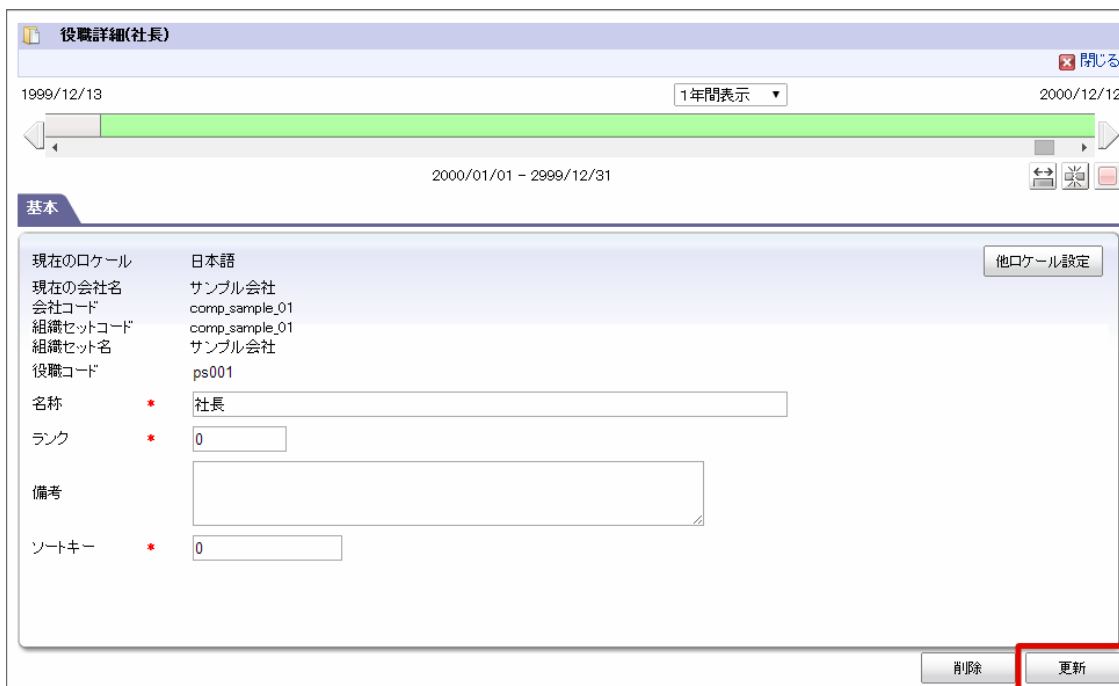 役職詳細(社長)
閉じる
1999/12/13 1年間表示 2000/12/12
2000/01/01 - 2999/12/31
基本
現在のロケール 日本語 他ロケール設定
現在の会社名 サンプル会社
会社コード comp_sample_01
組織セットコード comp_sample_01
組織セット名 サンプル会社
役職コード ps001
名称 * 社長
ランク * 0
備考
ソートキー * 0
削除 更新